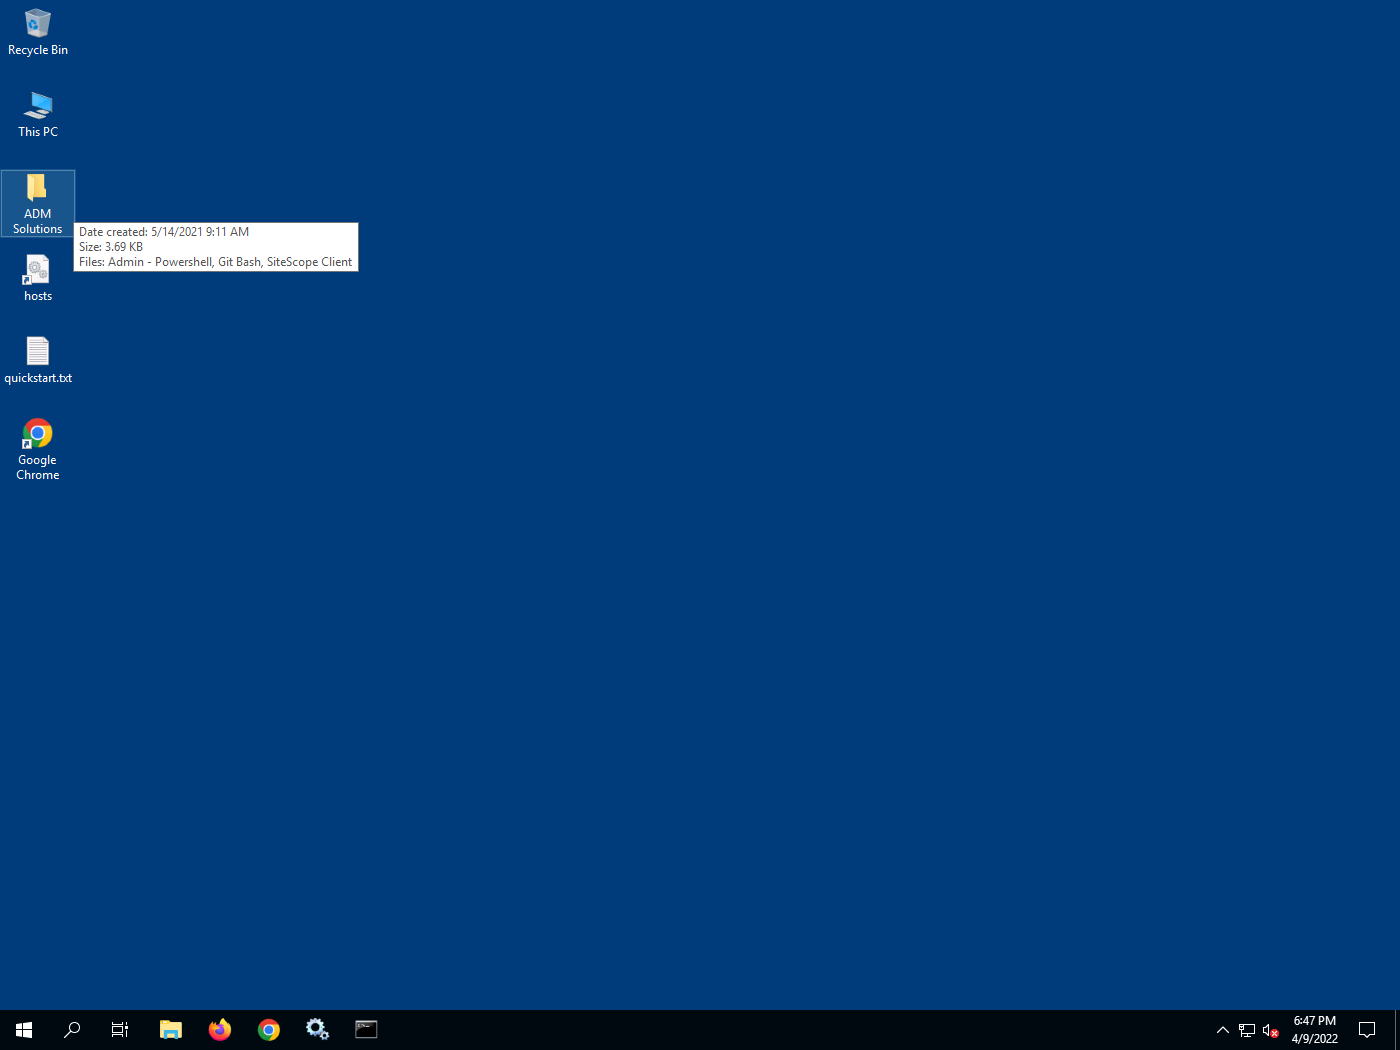 Recycle Bin
This PC
ADM
Solutions
Date created: 5/14/2021 9:11 AM
Size: 3.69 KB
Files: Admin - Powershell, Git Bash, SiteScope Client
hosts
quickstart.txt
Google
Chrome
6:47 PM
4/9/2022